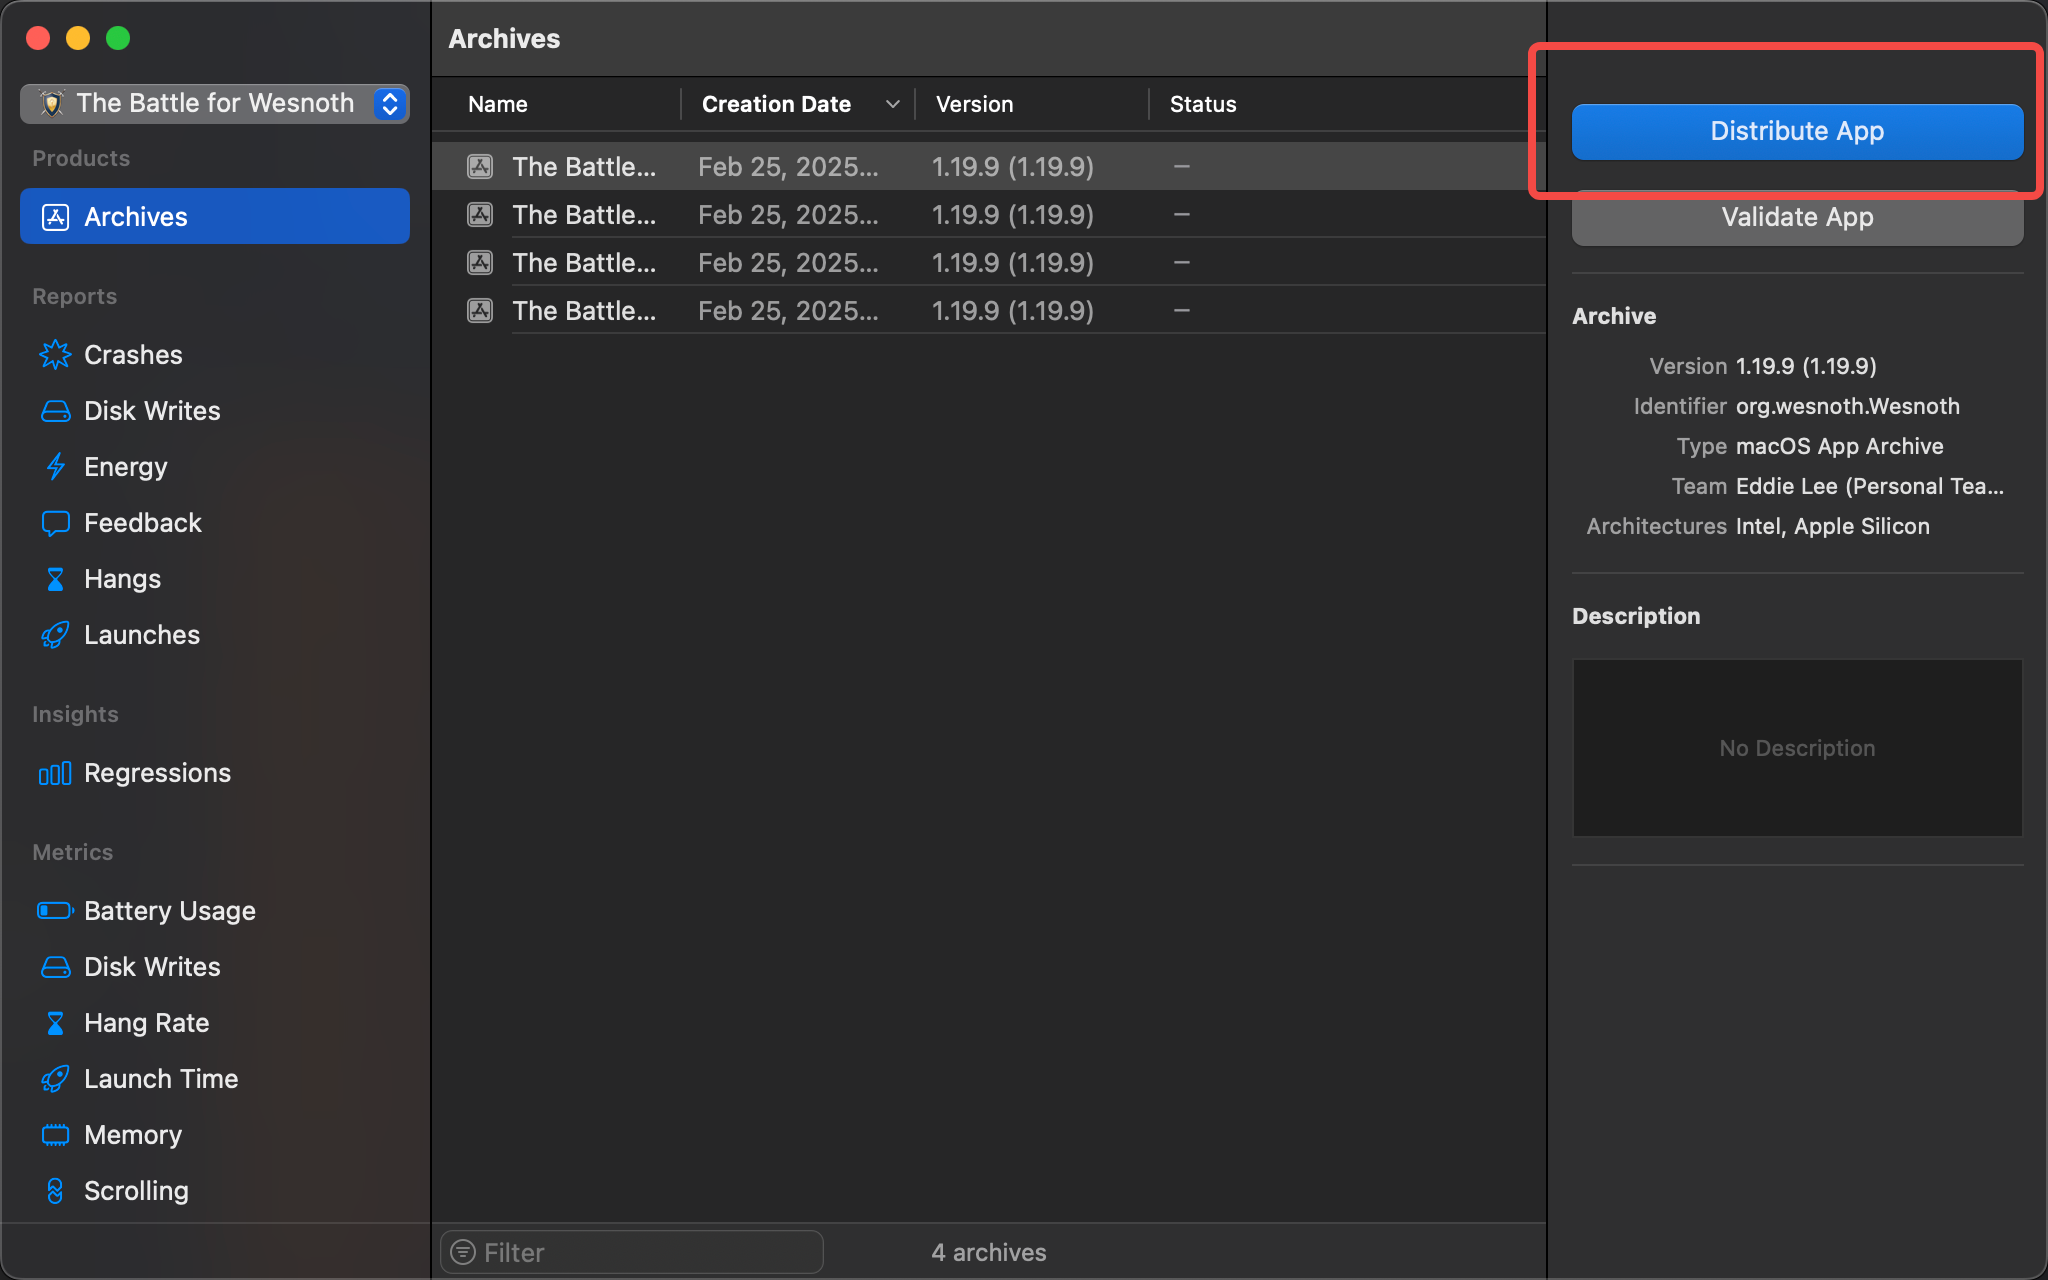 The Battle for Wesnoth
Products
Archives
Reports
Crashes
Disk Writes
Energy
Feedback
Hangs
Launches
Insights
Regressions
Metrics
Battery Usage
Disk Writes
Hang Rate
Launch Time
Memory
Scrolling
Archives
Name Creation Date Version Status
The Battle... Feb 25, 2025... 1.19.9 (1.19.9) —
The Battle... Feb 25, 2025... 1.19.9 (1.19.9) —
The Battle... Feb 25, 2025... 1.19.9 (1.19.9) —
The Battle... Feb 25, 2025... 1.19.9 (1.19.9) —
Filter 4 archives
Distribute App
Validate App
Archive
Version 1.19.9 (1.19.9)
Identifier org.wesnoth.Wesnoth
Type macOS App Archive
Team Eddie Lee (Personal Tea...
Architectures Intel, Apple Silicon
Description
No Description